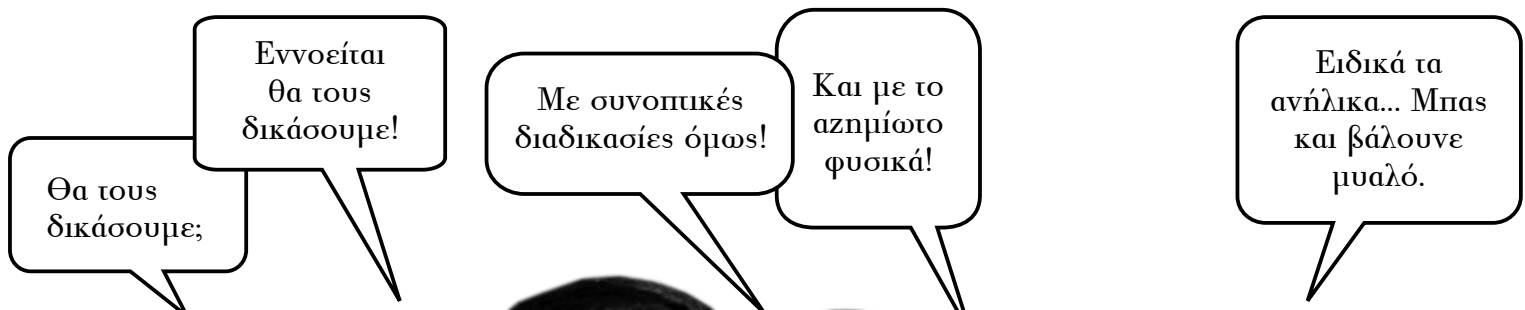 Θα τους
δικάσουμε;
Εννοείται
θα τους
δικάσουμε!
Με συνοπτικές
διαδικασίες όμως!
Και με το
αζημίωτο
φυσικά!
Ειδικά τα
ανήλικα... Μπας
και βάλουνε
μυαλό.